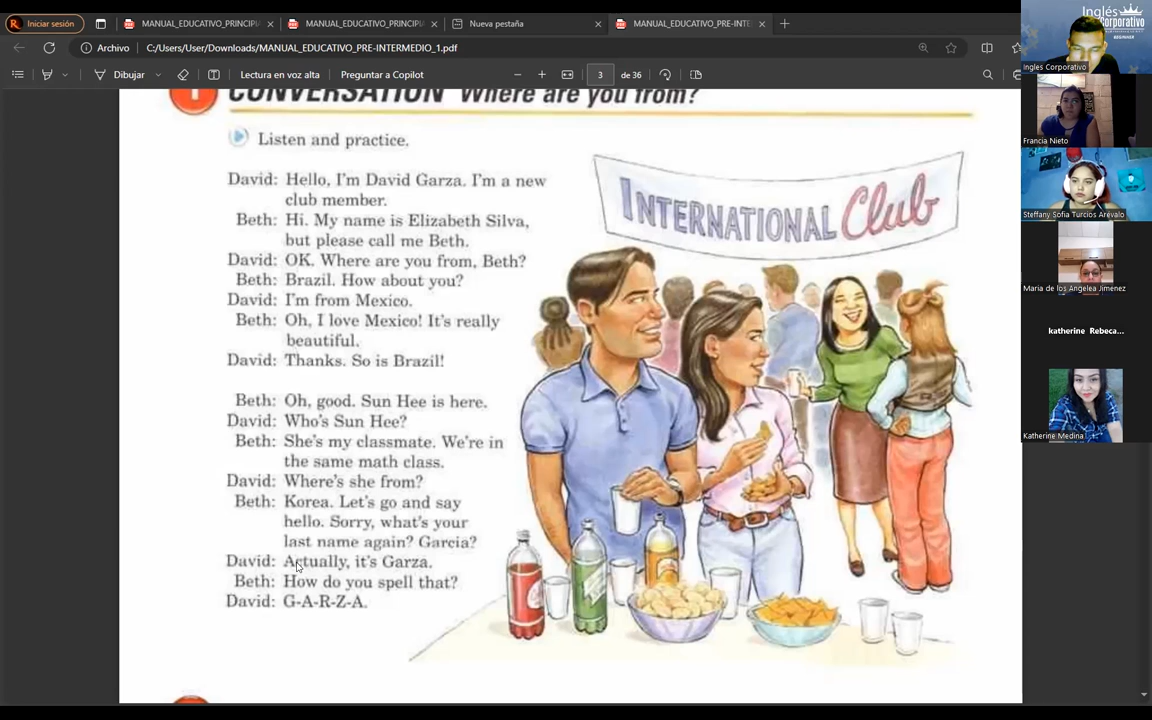 Iniciar sesión
MANUAL_EDUCATIVO_PRINCIPI
MANUAL_EDUCATIVO_PRINCIPI
Nueva pestaña
MANUAL_EDUCATIVO_PRE-INTE
Archivo
C:/Users/User/Downloads/MANUAL_EDUCATIVO_PRE-INTERMEDIO_1.pdf
Dibujar
Lectura en voz alta
Preguntar a Copilot
3
de 36
CONVERSATION Where are you from?
Listen and practice.
David: Hello, I'm David Garza. I'm a new
club member.
Beth: Hi. My name is Elizabeth Silva,
but please call me Beth.
David: OK. Where are you from, Beth?
Beth: Brazil. How about you?
David: I'm from Mexico.
Beth: Oh, I love Mexico! It's really
beautiful.
David: Thanks. So is Brazil!
Beth: Oh, good. Sun Hee is here.
David: Who's Sun Hee?
Beth: She's my classmate. We're in
the same math class.
David: Where's she from?
Beth: Korea. Let's go and say
hello. Sorry, what's your
last name again? Garcia?
David: Actually, it's Garza.
Beth: How do you spell that?
David: G-A-R-Z-A.
INTERNATIONAL Club
Inglés
Corporativo
BEGINNER
Ingles Corporativo
Francia Nieto
Steffany Sofia Turcios Arévalo
Maria de los Angelea Jimenez
katherine Rebeca...
Katherine Medina